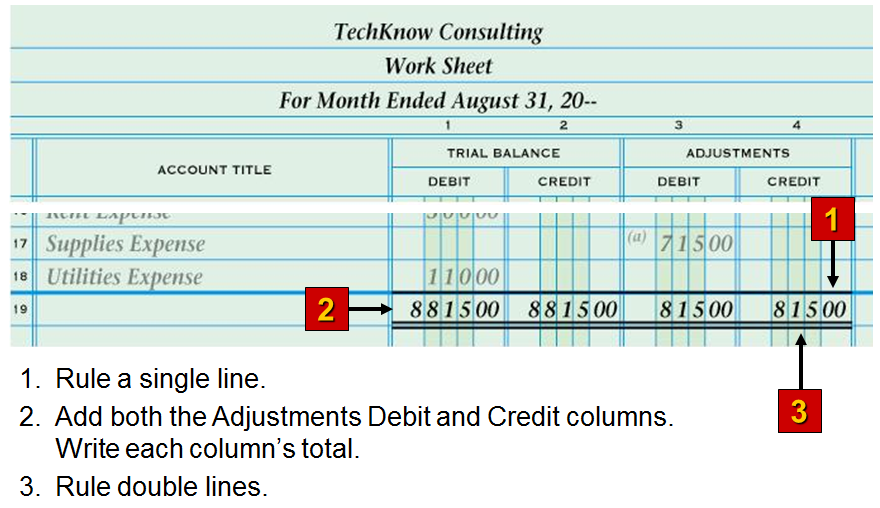 TechKnow Consulting
Work Sheet
For Month Ended August 31, 20--
1 2 3 4
ACCOUNT TITLE
TRIAL BALANCE ADJUSTMENTS
DEBIT CREDIT DEBIT CREDIT
Rent Expense
1
17 Supplies Expense (a) 715 00
18 Utilities Expense 110 00
2
19 8815 00 8815 00 815 00 815 00
3
1. Rule a single line.
2. Add both the Adjustments Debit and Credit columns.
Write each column's total.
3. Rule double lines.